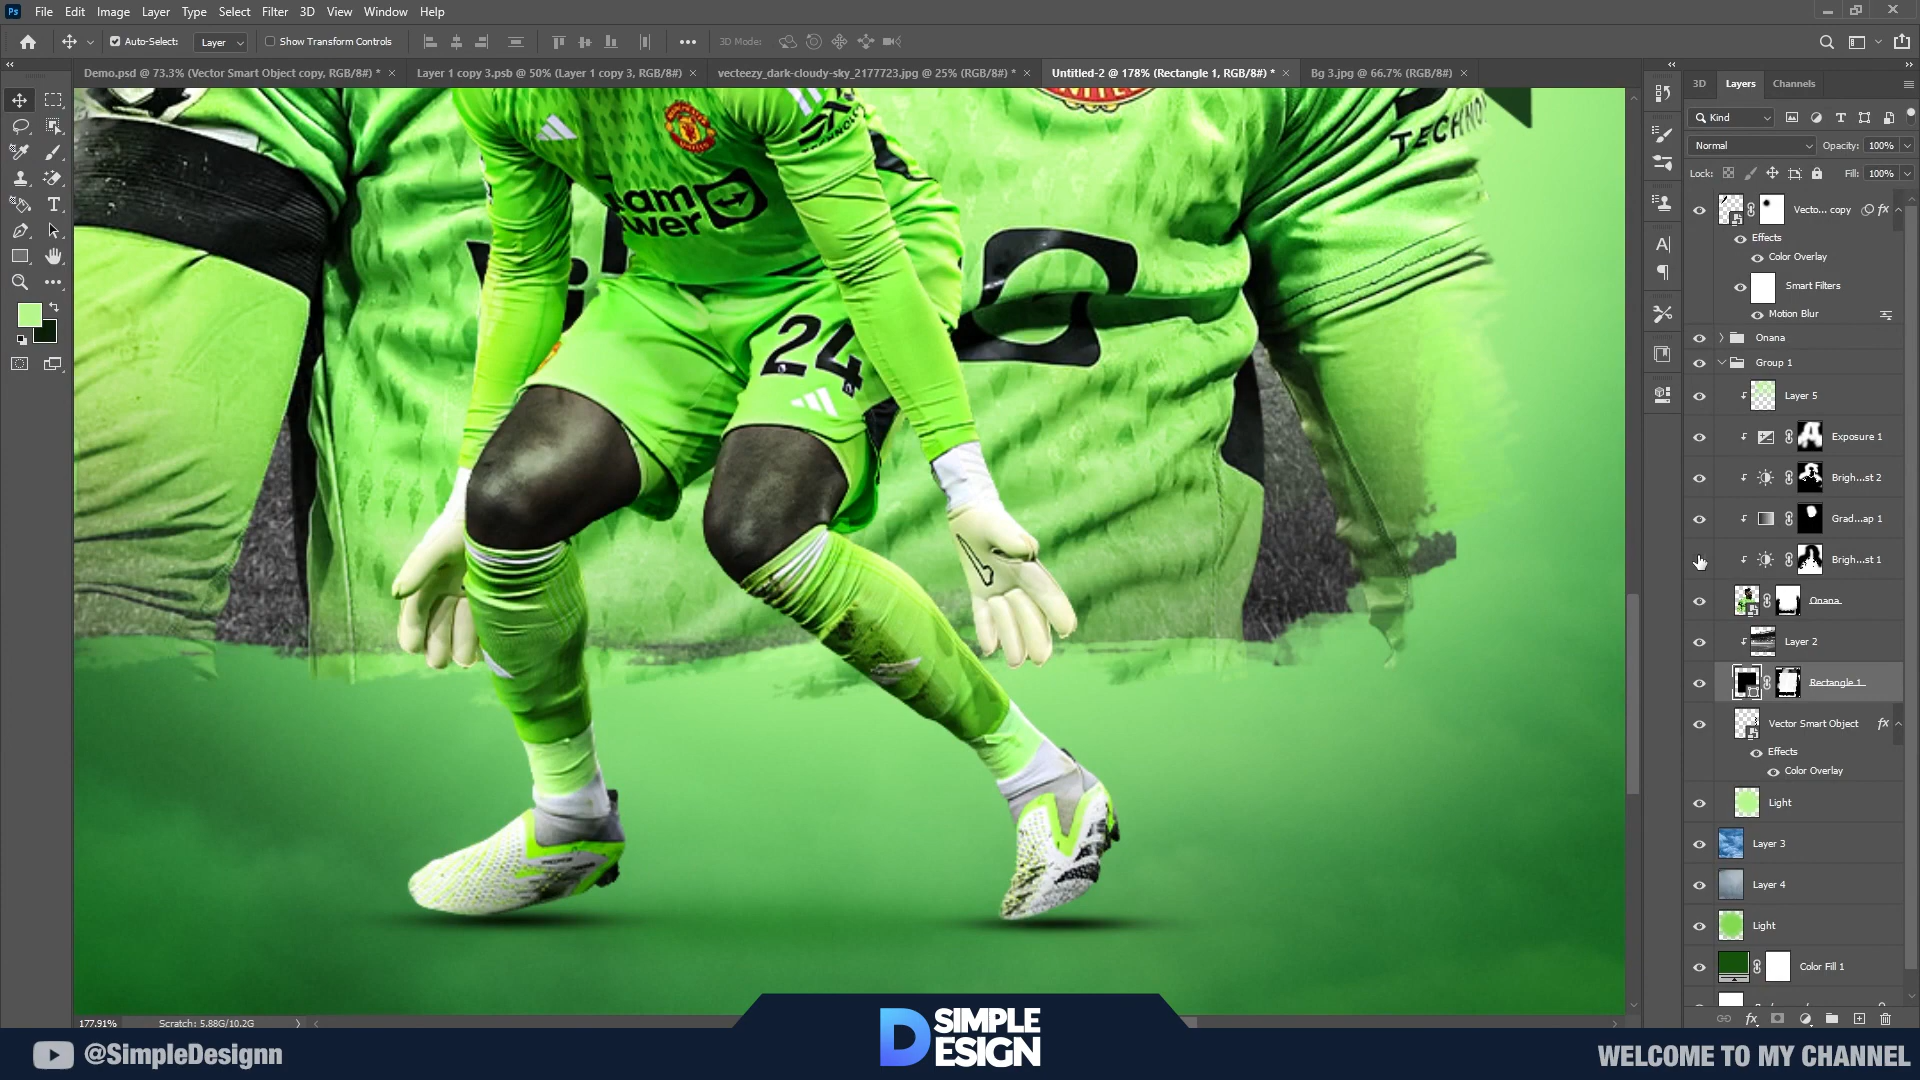 Ps File Edit Image Layer Type Select Filter 3D View Window Help
Auto-Select: Layer Show Transform Controls ••• 3D Mode:
Demo.psd @ 73.3% (Vector Smart Object copy, RGB/8#) * × Layer 1 copy 3.psb @ 50% (Layer 1 copy 3, RGB/8#) × vecteezy_dark-cloudy-sky_2177723.jpg @ 25% (RGB/8#) * × Untitled-2 @ 178% (Rectangle 1, RGB/8#) * × Bg 3.jpg @ 66.7% (RGB/8#) ×
3D Layers Channels
Kind
Normal Opacity: 100%
Lock: Fill: 100%
Vecto... copy fx
Effects
Color Overlay
Smart Filters
Motion Blur
Onana
Group 1
Layer 5
Exposure 1
Brigh...st 2
Grad...ap 1
Brigh...st 1
Onana
Layer 2
Rectangle 1
Vector Smart Object fx
Effects
Color Overlay
Light
Layer 3
Layer 4
Light
Color Fill 1
24
177.91% Scratch: 5.88G/10.2G
@SimpleDesignn
SIMPLE
DESIGN
WELCOME TO MY CHANNEL